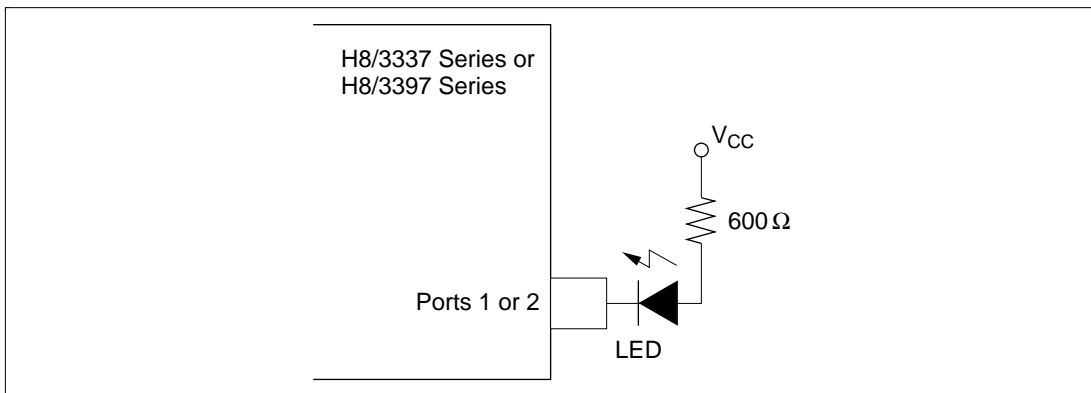 H8/3337 Series or
H8/3397 Series
VCC
600 Ω
Ports 1 or 2
LED